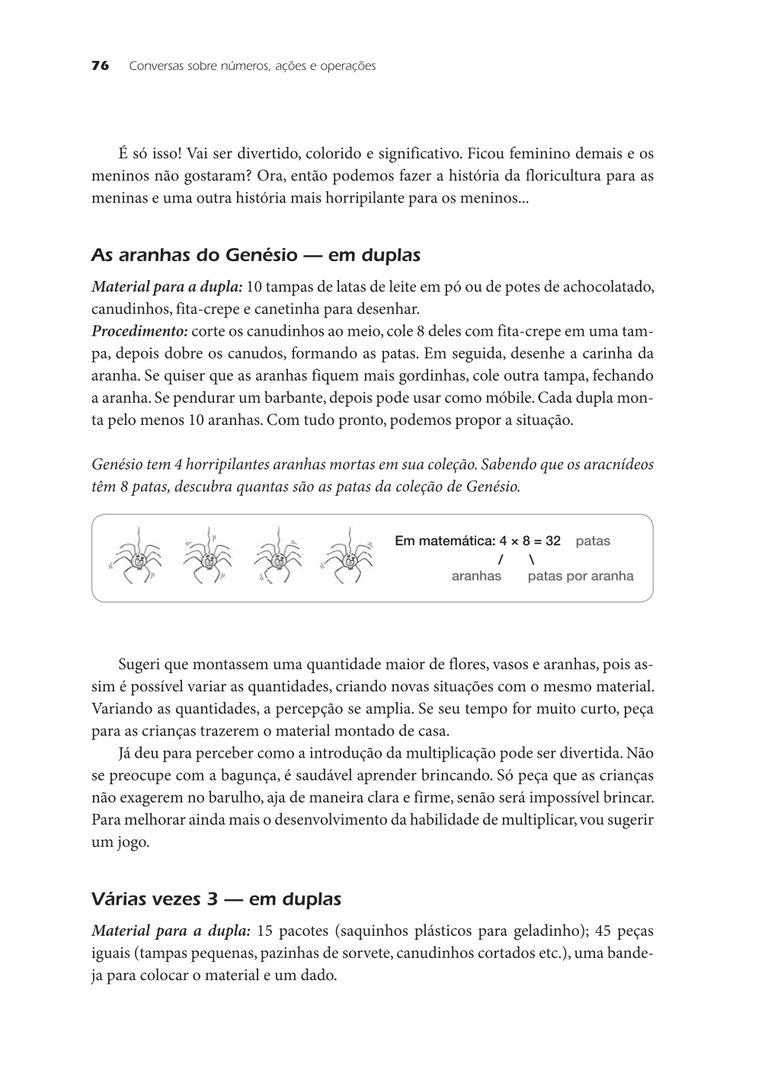 76 Conversas sobre números, ações e operações
É só isso! Vai ser divertido, colorido e significativo. Ficou feminino demais e os
meninos não gostaram? Ora, então podemos fazer a história da floricultura para as
meninas e uma outra história mais horripilante para os meninos...
As aranhas do Genésio — em duplas
Material para a dupla: 10 tampas de latas de leite em pó ou de potes de achocolatado,
canudinhos, fita-crepe e canetinha para desenhar.
Procedimento: corte os canudinhos ao meio, cole 8 deles com fita-crepe em uma tam-
pa, depois dobre os canudos, formando as patas. Em seguida, desenhe a carinha da
aranha. Se quiser que as aranhas fiquem mais gordinhas, cole outra tampa, fechando
a aranha. Se pendurar um barbante, depois pode usar como móbile. Cada dupla mon-
ta pelo menos 10 aranhas. Com tudo pronto, podemos propor a situação.
Genésio tem 4 horripilantes aranhas mortas em sua coleção. Sabendo que os aracnídeos
têm 8 patas, descubra quantas são as patas da coleção de Genésio.
Em matemática: 4 × 8 = 32 patas
/ \
aranhas patas por aranha
Sugeri que montassem uma quantidade maior de flores, vasos e aranhas, pois as-
sim é possível variar as quantidades, criando novas situações com o mesmo material.
Variando as quantidades, a percepção se amplia. Se seu tempo for muito curto, peça
para as crianças trazerem o material montado de casa.
Já deu para perceber como a introdução da multiplicação pode ser divertida. Não
se preocupe com a bagunça, é saudável aprender brincando. Só peça que as crianças
não exagerem no barulho, aja de maneira clara e firme, senão será impossível brincar.
Para melhorar ainda mais o desenvolvimento da habilidade de multiplicar, vou sugerir
um jogo.
Várias vezes 3 — em duplas
Material para a dupla: 15 pacotes (saquinhos plásticos para geladinho); 45 peças
iguais (tampas pequenas, pazinhas de sorvete, canudinhos cortados etc.), uma bande-
ja para colocar o material e um dado.